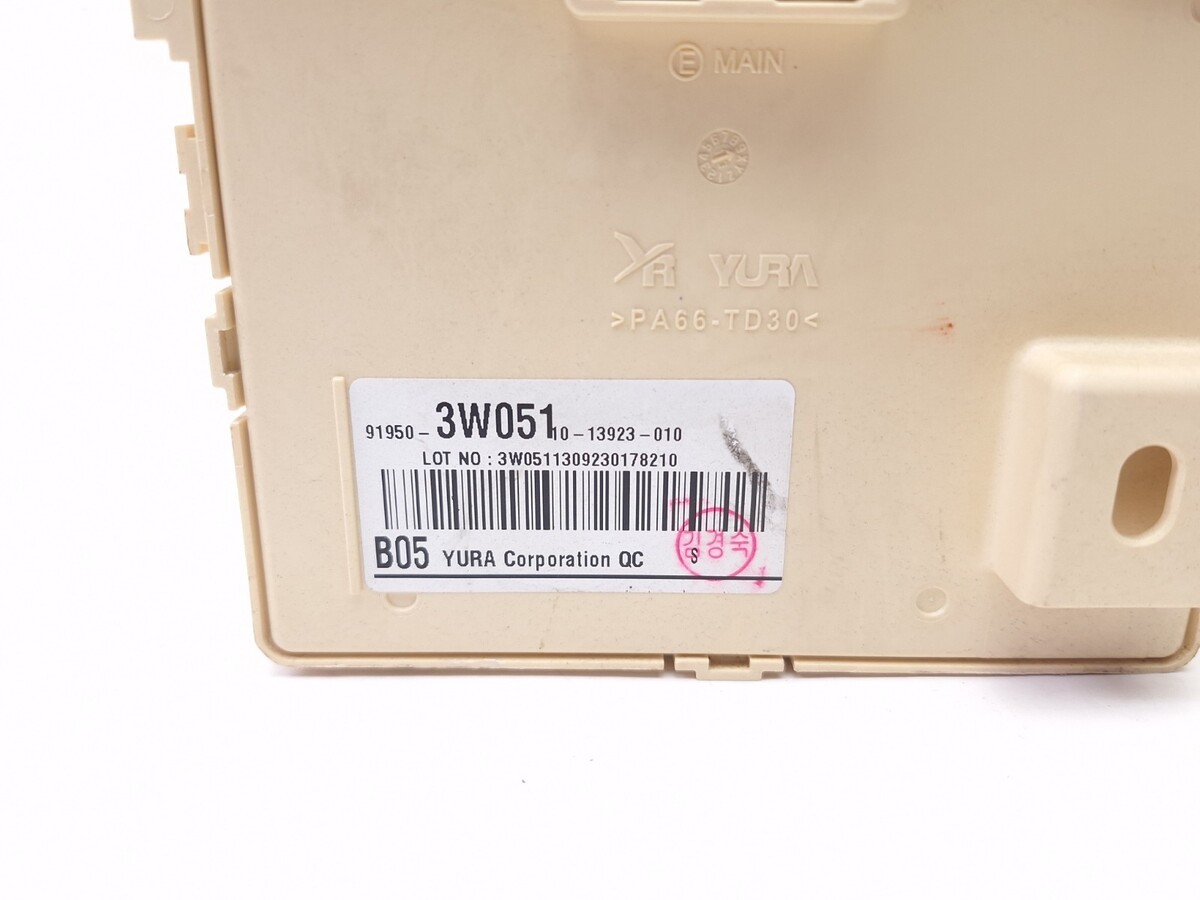 E MAIN
YR YURA
>PA66-TD30<
91950- 3W051 10-13923-010
LOT NO : 3W0511309230178210
B05 YURA Corporation QC S
김경숙